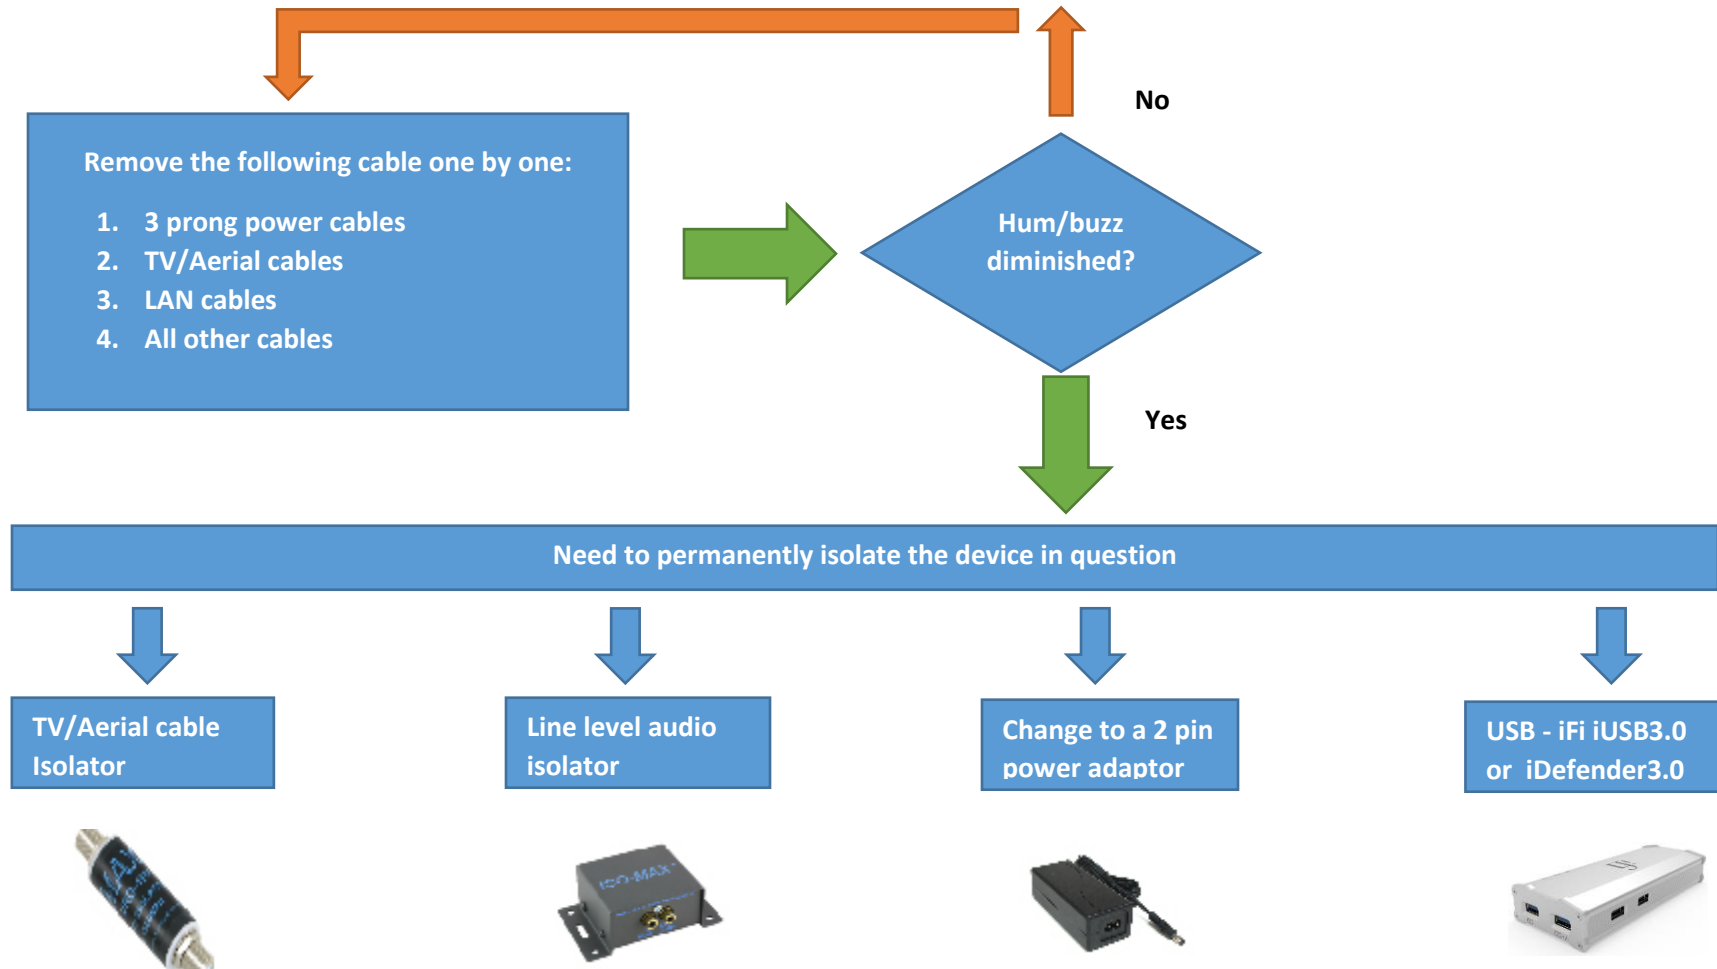 No
Remove the following cable one by one:
1. 3 prong power cables
2. TV/Aerial cables
3. LAN cables
4. All other cables
Hum/buzz
diminished?
Yes
Need to permanently isolate the device in question
TV/Aerial cable
Isolator
Line level audio
isolator
Change to a 2 pin
power adaptor
USB - iFi iUSB3.0
or iDefender3.0
ISO-MAX